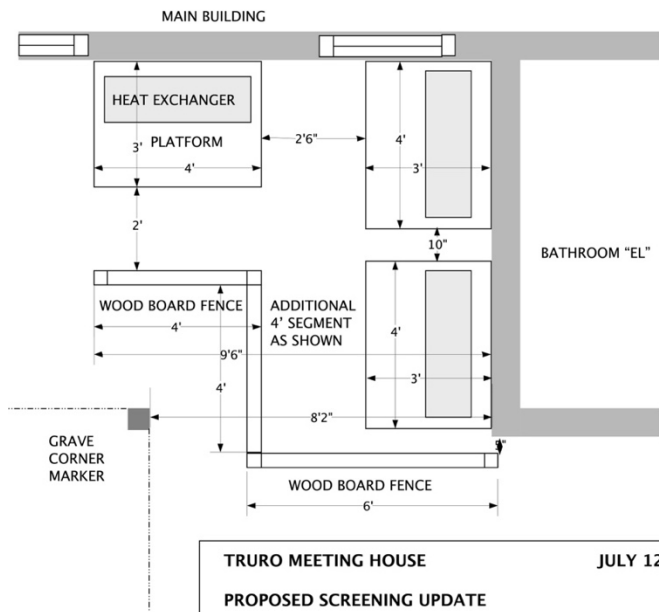 MAIN BUILDING
HEAT EXCHANGER
PLATFORM
3'
4'
2'6"
4'
3'
2'
10"
BATHROOM “EL”
WOOD BOARD FENCE
4'
ADDITIONAL
4’ SEGMENT
AS SHOWN
4'
9'6"
4'
3'
8'2"
GRAVE
CORNER
MARKER
WOOD BOARD FENCE
6'
TRURO MEETING HOUSE
JULY 12
PROPOSED SCREENING UPDATE